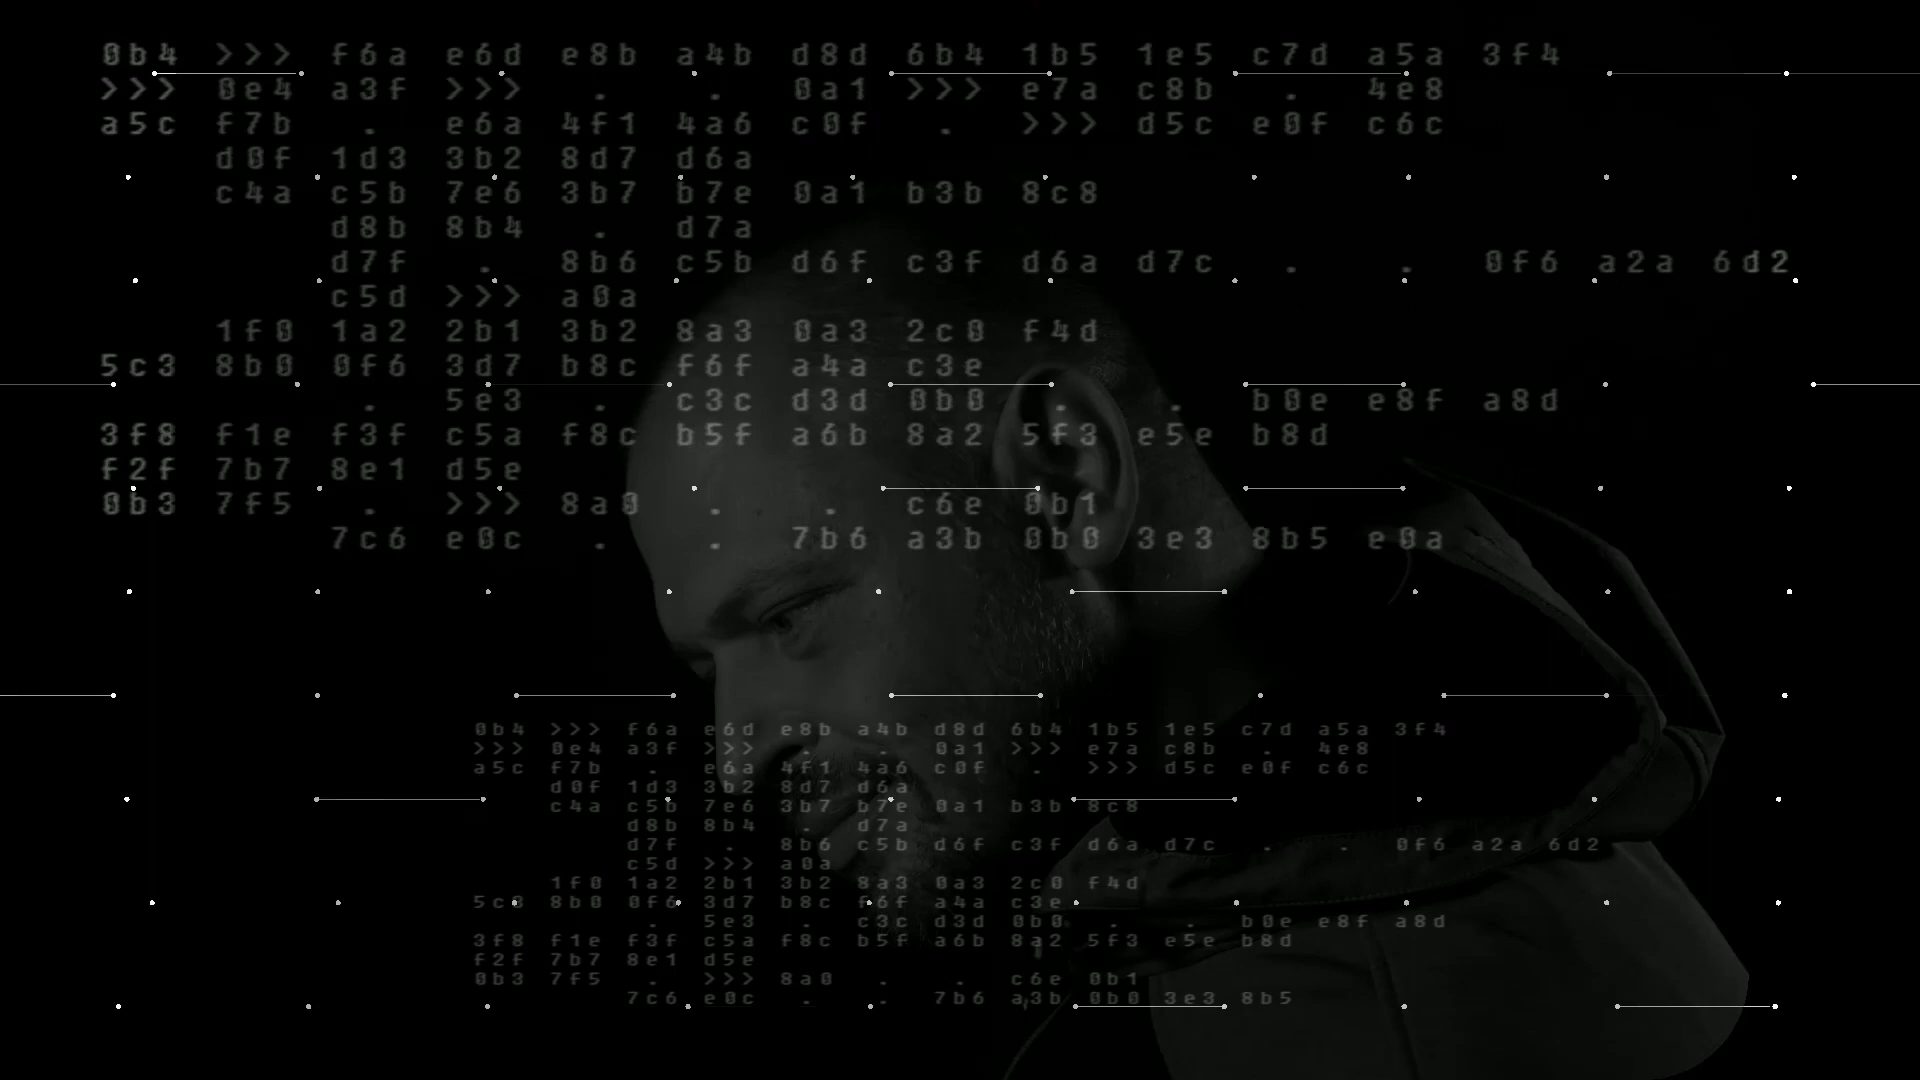 0b4 >>> f6a e6d e8b a4b d8d 6b4 1b5 1e5 c7d a5a 3f4
>>> 0e4 a3f >>> . . 0a1 >>> e7a c8b . 4e8
a5c f7b . e6a 4f1 4a6 c0f . >>> d5c e0f c6c
d0f 1d3 3b2 8d7 d6a
c4a c5b 7e6 3b7 b7e 0a1 b3b 8c8
d8b 8b4 . d7a
d7f . 8b6 c5b d6f c3f d6a d7c . . 0f6 a2a 6d2
c5d >>> a0a
1f0 1a2 2b1 3b2 8a3 0a3 2c0 f4d
5c3 8b0 0f6 3d7 b8c f6f a4a c3e
. 5e3 . c3c d3d 0b0 . . b0e e8f a8d
3f8 f1e f3f c5a f8c b5f a6b 8a2 5f3 e5e b8d
f2f 7b7 8e1 d5e
0b3 7f5 . >>> 8a0 . . c6e 0b1
7c6 e0c . . 7b6 a3b 0b0 3e3 8b5 e0a
0b4 >>> f6a e6d e8b a4b d8d 6b4 1b5 1e5 c7d a5a 3f4
>>> 0e4 a3f >>> . . 0a1 >>> e7a c8b . 4e8
a5c f7b . e6a 4f1 4a6 c0f . >>> d5c e0f c6c
d0f 1d3 3b2 8d7 d6a
c4a c5b 7e6 3b7 b7e 0a1 b3b 8c8
d8b 8b4 . d7a
d7f . 8b6 c5b d6f c3f d6a d7c . . 0f6 a2a 6d2
c5d >>> a0a
1f0 1a2 2b1 3b2 8a3 0a3 2c0 f4d
5c3 8b0 0f6 3d7 b8c f6f a4a c3e
. 5e3 . c3c d3d 0b0 . . b0e e8f a8d
3f8 f1e f3f c5a f8c b5f a6b 8a2 5f3 e5e b8d
f2f 7b7 8e1 d5e
0b3 7f5 . >>> 8a0 . . c6e 0b1
7c6 e0c . . 7b6 a3b 0b0 3e3 8b5